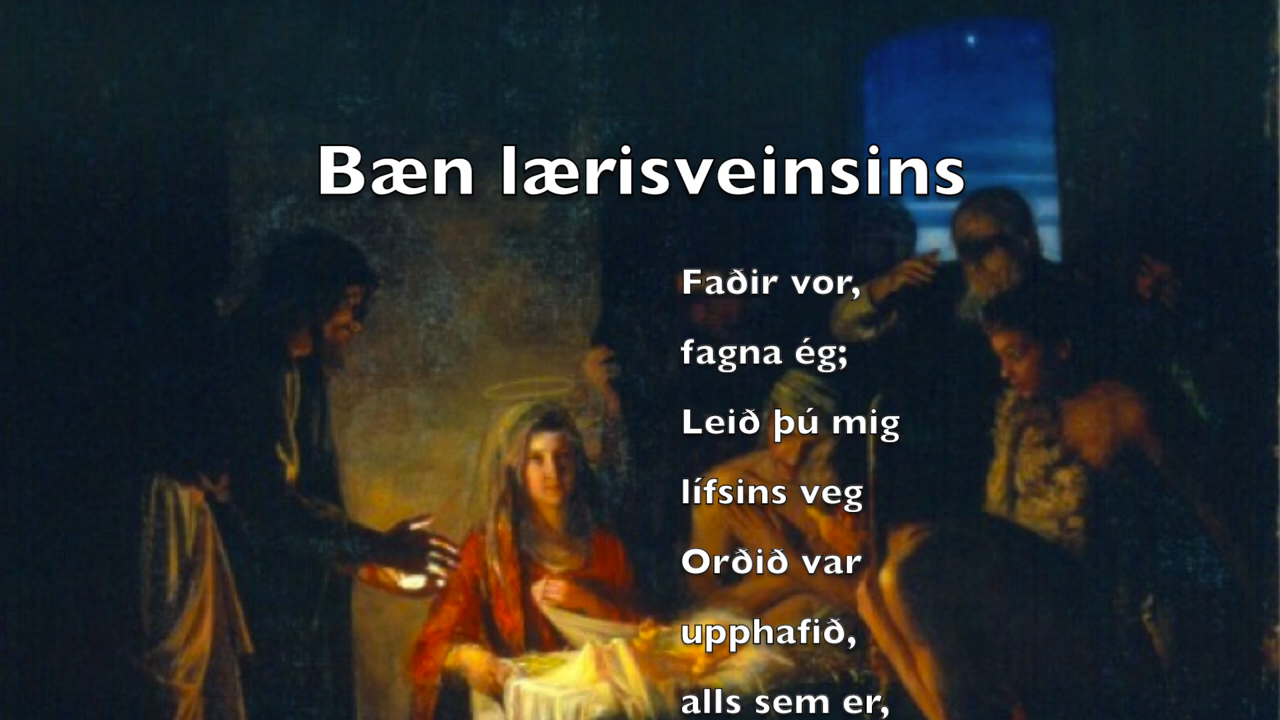 Bæn lærisveinsins
Faðir vor,
fagna ég;
Leið þú mig
lífsins veg
Orðið var
upphafið,
alls sem er,